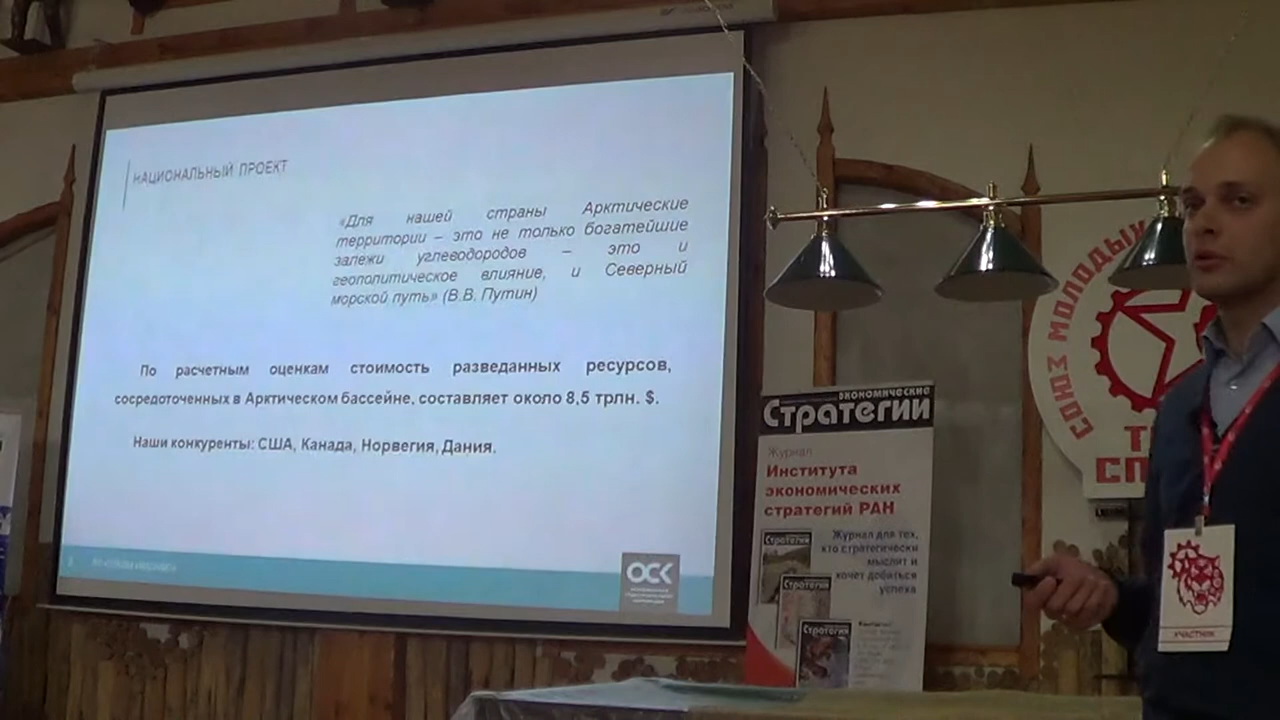 НАЦИОНАЛЬНЫЙ ПРОЕКТ
«Для нашей страны Арктические
территории – это не только богатейшие
залежи углеводородов – это и
геополитическое влияние, и Северный
морской путь» (В.В. Путин)
По расчетным оценкам стоимость разведанных ресурсов,
сосредоточенных в Арктическом бассейне, составляет около 8,5 трлн. $.
Наши конкуренты: США, Канада, Норвегия, Дания.
ОСК
экономические
Стратегии
Журнал
Института
экономических
стратегий РАН
Журнал для тех,
кто стратегически
мыслит и
хочет добиться
успеха
Стратегии
Стратегии
Стратегии
СОЮЗ МОЛОДЫХ
УЧАСТНИК